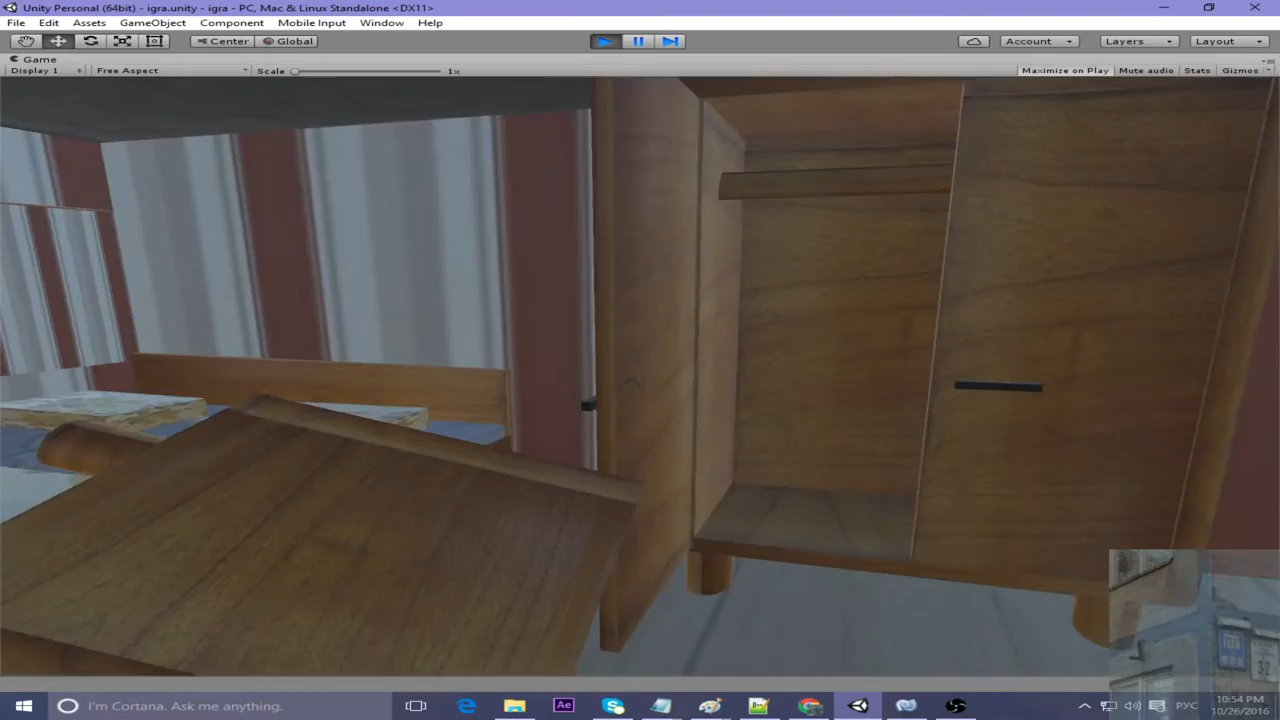 Unity Personal (64bit) - igra.unity - igra - PC, Mac & Linux Standalone <DX11>
File Edit Assets GameObject Component Mobile Input Window Help
Center Global Account Layers Layout
Game
Display 1 Free Aspect Scale 1x Maximize on Play Mute audio Stats Gizmos
32
I'm Cortana. Ask me anything. Ae РУС 10:54 PM
10/26/2016